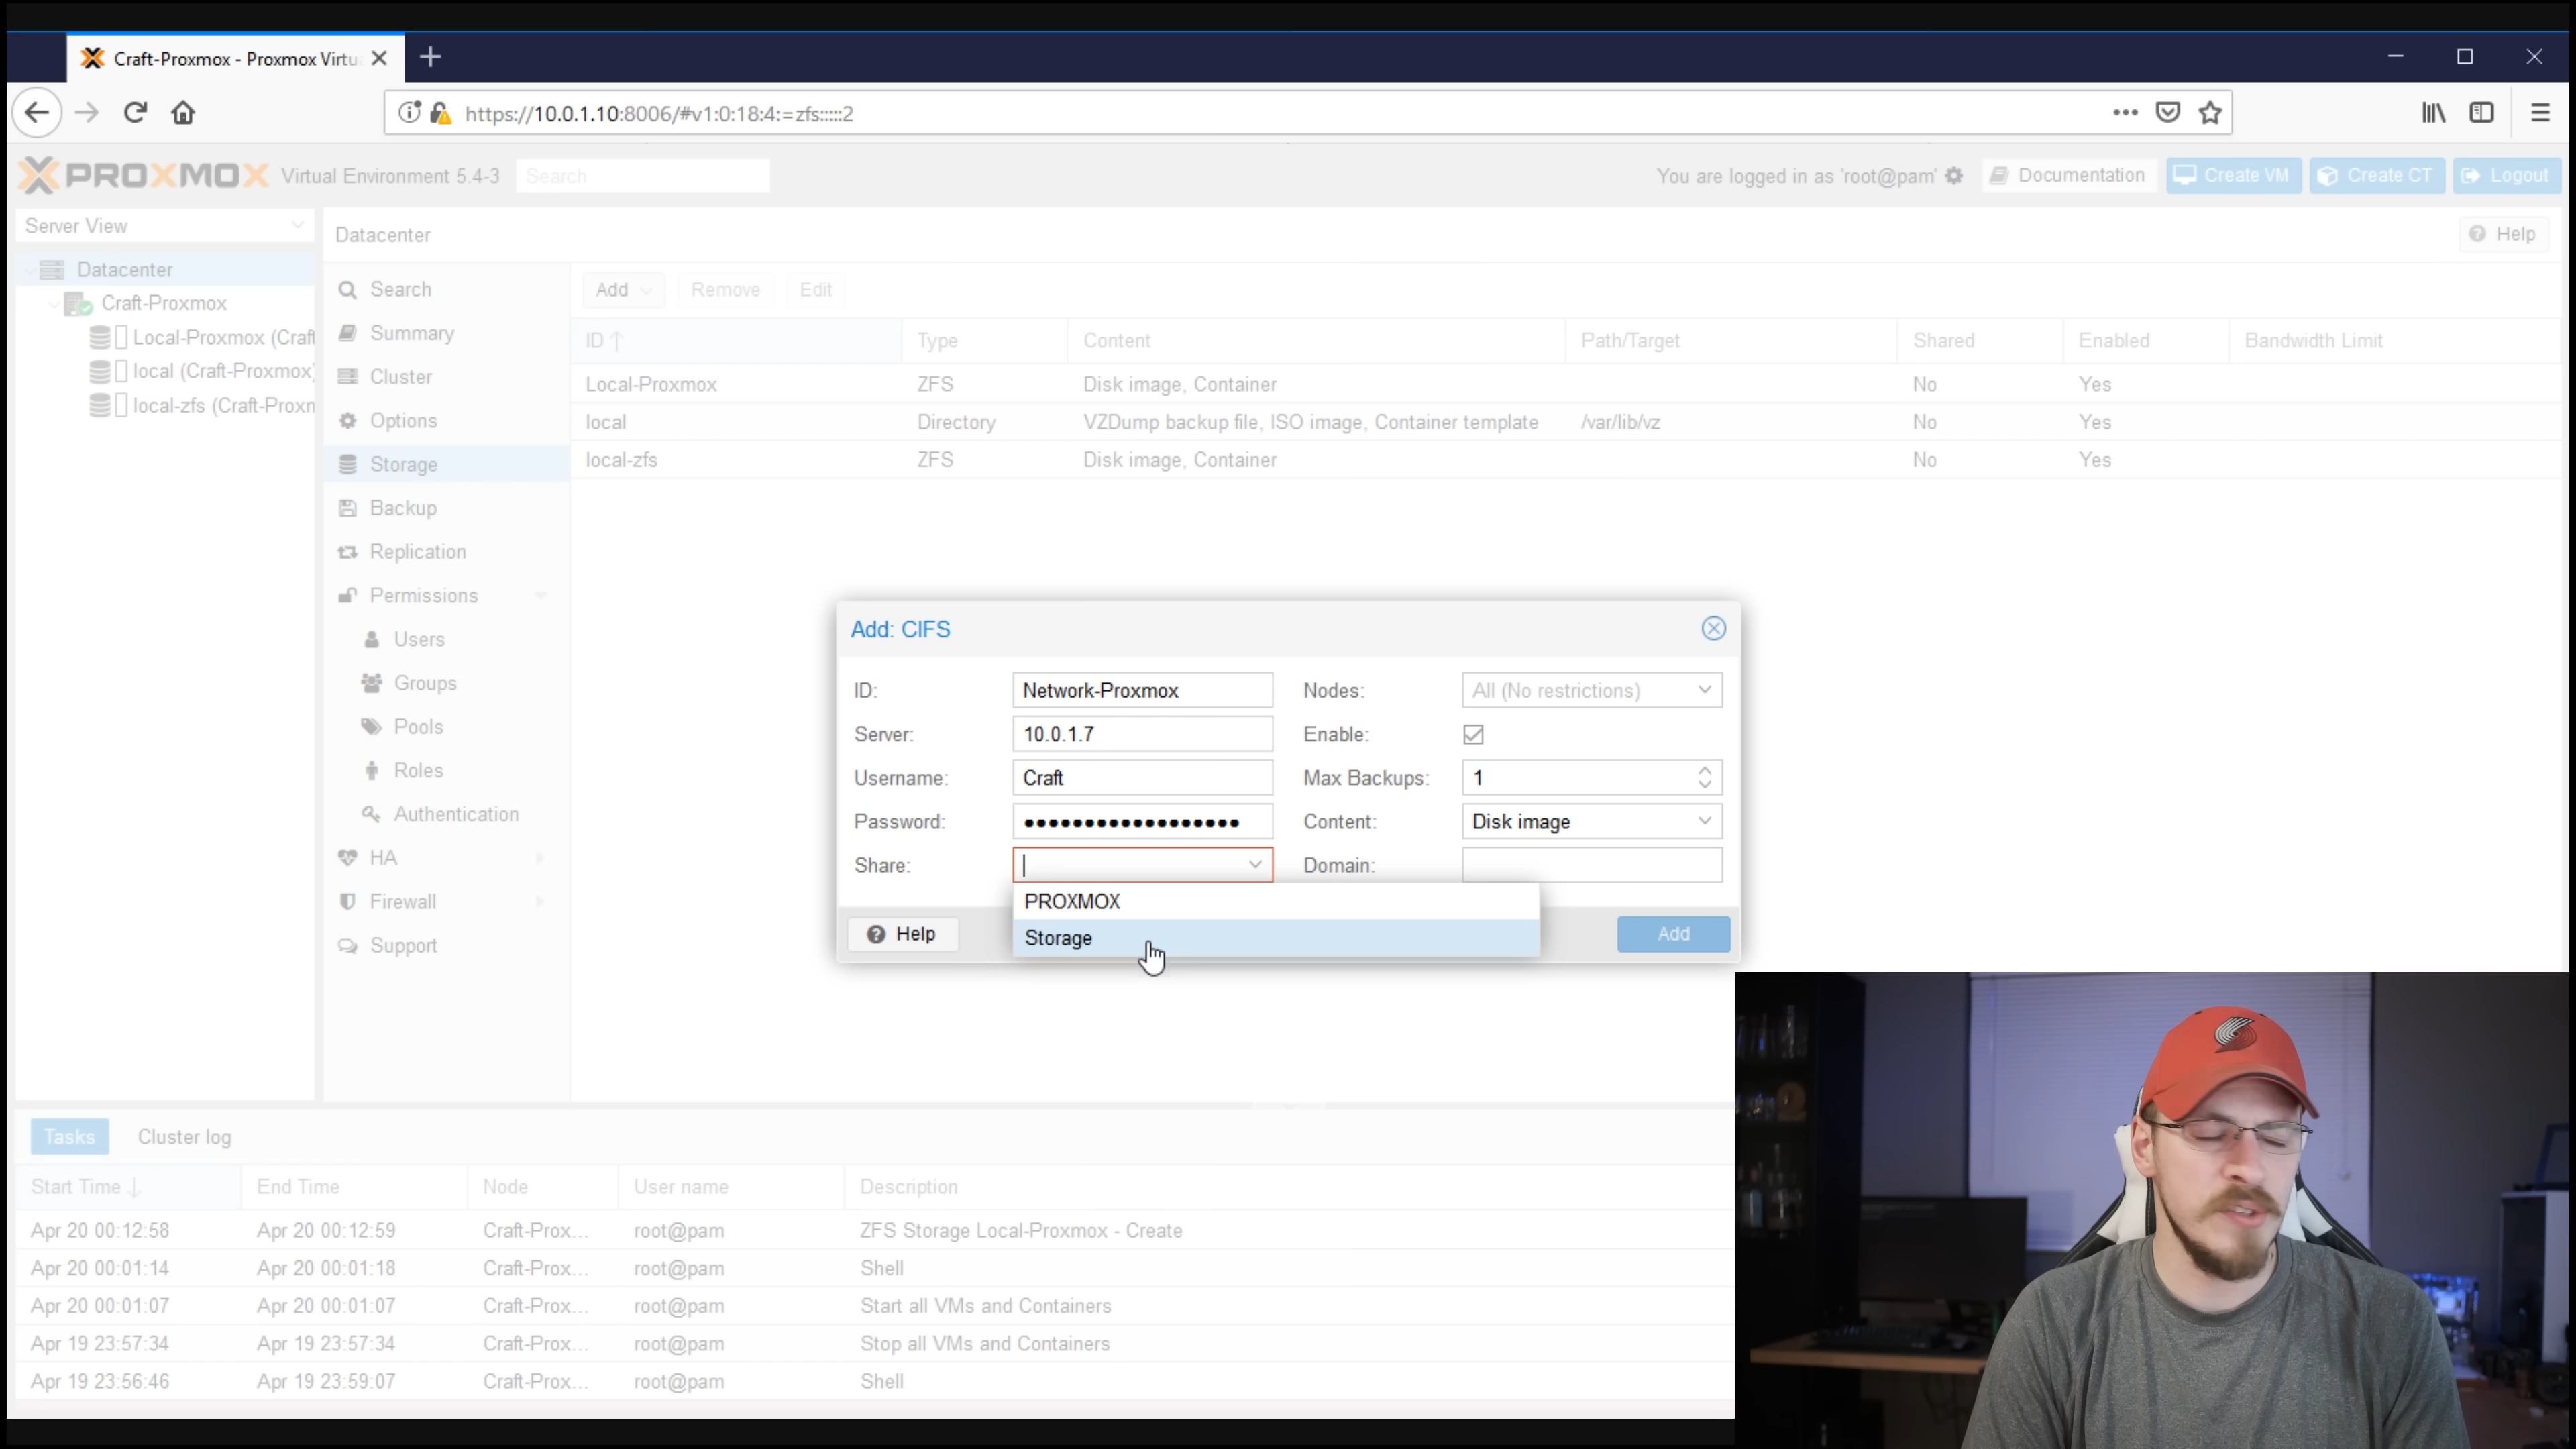 Craft-Proxmox - Proxmox Virtu
https://10.0.1.10:8006/#v1:0:18:4:=zfs:::::2
PROXMOX Virtual Environment 5.4-3 Search You are logged in as 'root@pam' Documentation Create VM Create CT Logout
Server View
Datacenter
Craft-Proxmox
Local-Proxmox (Craft
local (Craft-Proxmox)
local-zfs (Craft-Proxm
Datacenter Help
Search
Summary
Cluster
Options
Storage
Backup
Replication
Permissions
Users
Groups
Pools
Roles
Authentication
HA
Firewall
Support
Add Remove Edit
ID Type Content Path/Target Shared Enabled Bandwidth Limit
Local-Proxmox ZFS Disk image, Container No Yes
local Directory VZDump backup file, ISO image, Container template /var/lib/vz No Yes
local-zfs ZFS Disk image, Container No Yes
Add: CIFS
ID: Network-Proxmox Nodes: All (No restrictions)
Server: 10.0.1.7 Enable:
Username: Craft Max Backups: 1
Password: •••••••••••••••••• Content: Disk image
Share: Domain:
PROXMOX
Storage
Help Add
Tasks Cluster log
Start Time End Time Node User name Description
Apr 20 00:12:58 Apr 20 00:12:59 Craft-Prox... root@pam ZFS Storage Local-Proxmox - Create
Apr 20 00:01:14 Apr 20 00:01:18 Craft-Prox... root@pam Shell
Apr 20 00:01:07 Apr 20 00:01:07 Craft-Prox... root@pam Start all VMs and Containers
Apr 19 23:57:34 Apr 19 23:57:34 Craft-Prox... root@pam Stop all VMs and Containers
Apr 19 23:56:46 Apr 19 23:59:07 Craft-Prox... root@pam Shell